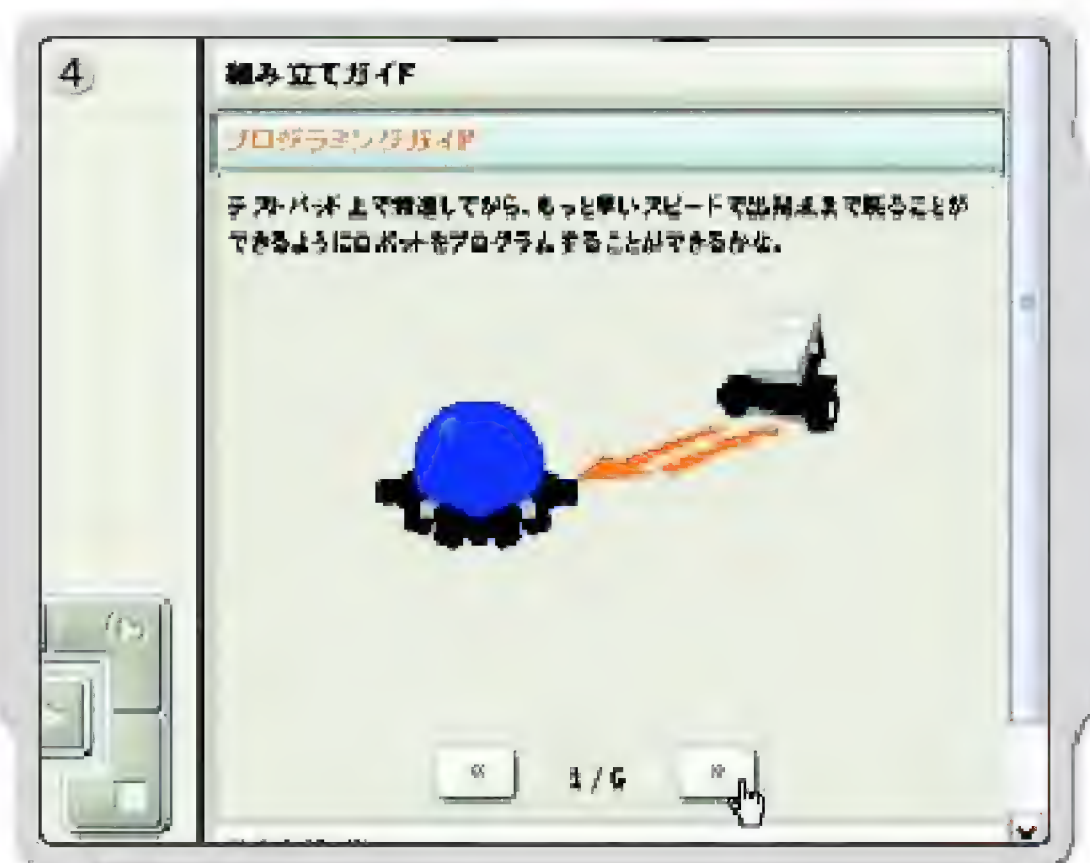 4
組み立てガイド
プログラミングガイド
テストパッド上で前進してから、もっと早いスピードで出発点まで戻ることが
できるようにロボットをプログラムすることができるかな。
« 1 / 6 »